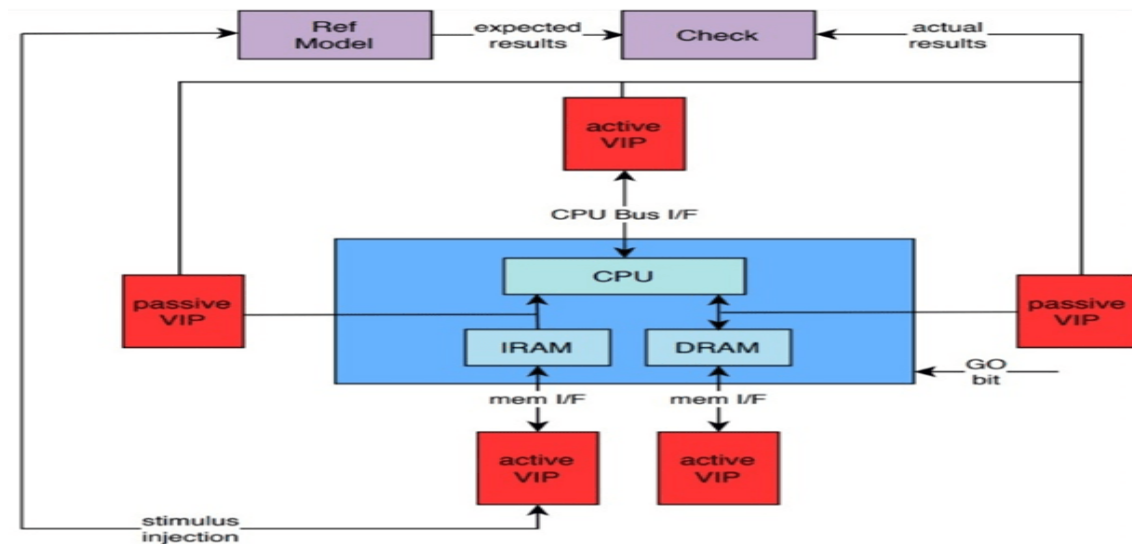 Ref
Model
expected
results
Check
actual
results
active
VIP
CPU Bus I/F
CPU
passive
VIP
passive
VIP
IRAM
DRAM
GO
bit
mem I/F
mem I/F
active
VIP
active
VIP
stimulus
injection